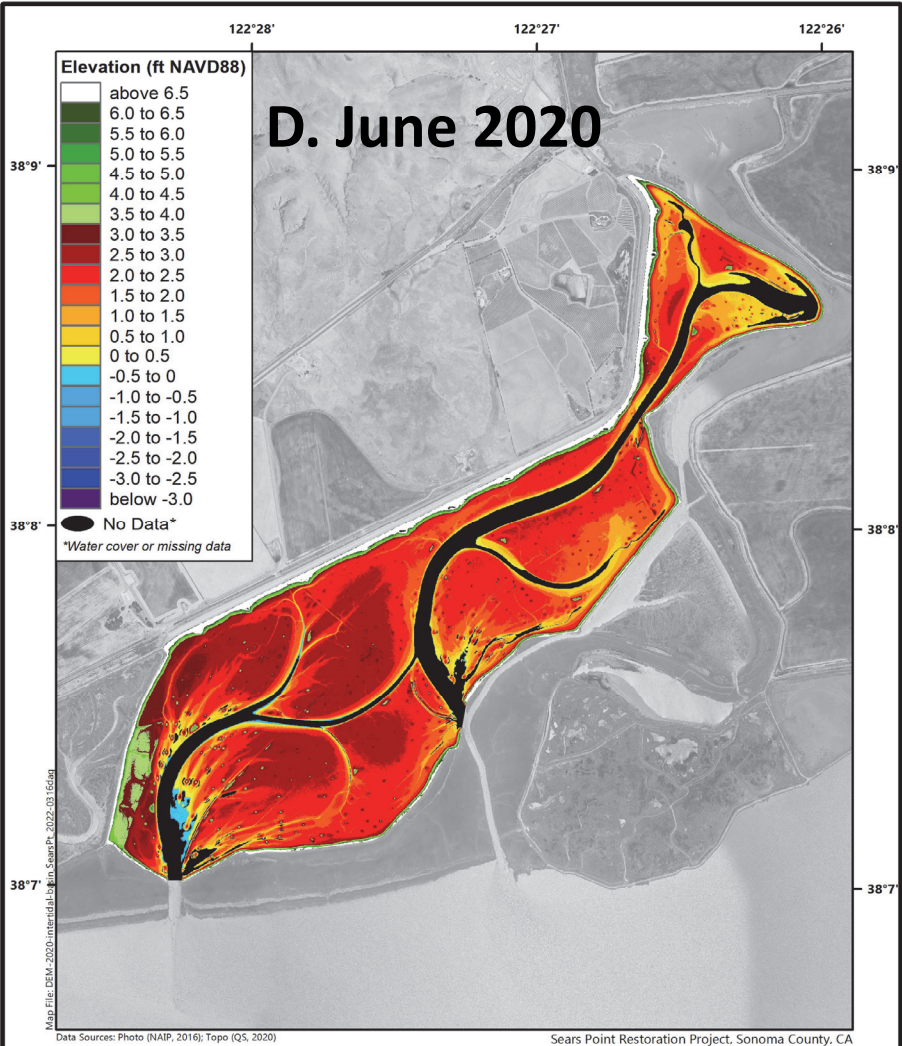 122°28'
122°27'
122°26'
Elevation (ft NAVD88)
above 6.5
6.0 to 6.5
5.5 to 6.0
5.0 to 5.5
4.5 to 5.0
4.0 to 4.5
3.5 to 4.0
3.0 to 3.5
2.5 to 3.0
2.0 to 2.5
1.5 to 2.0
1.0 to 1.5
0.5 to 1.0
0 to 0.5
-0.5 to 0
-1.0 to -0.5
-1.5 to -1.0
-2.0 to -1.5
-2.5 to -2.0
-3.0 to -2.5
below -3.0
No Data*
*Water cover or missing data
D. June 2020
38°9'
38°9'
38°8'
38°8'
38°7'
38°7'
Map File: DEM-2020-intertidal-basin_SearsPt_2022-0316dag
Data Sources: Photo (NAIP, 2016); Topo (QS, 2020)
Sears Point Restoration Project, Sonoma County, CA